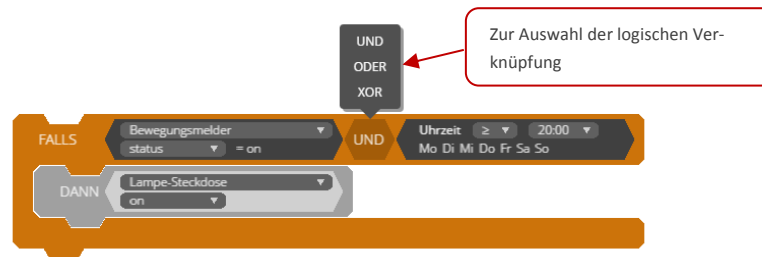 UND
ODER
XOR
Zur Auswahl der logischen Ver-
knüpfung
FALLS
Bewegungsmelder
status = on
UND
Uhrzeit ≥ 20:00
Mo Di Mi Do Fr Sa So
DANN
Lampe-Steckdose
on